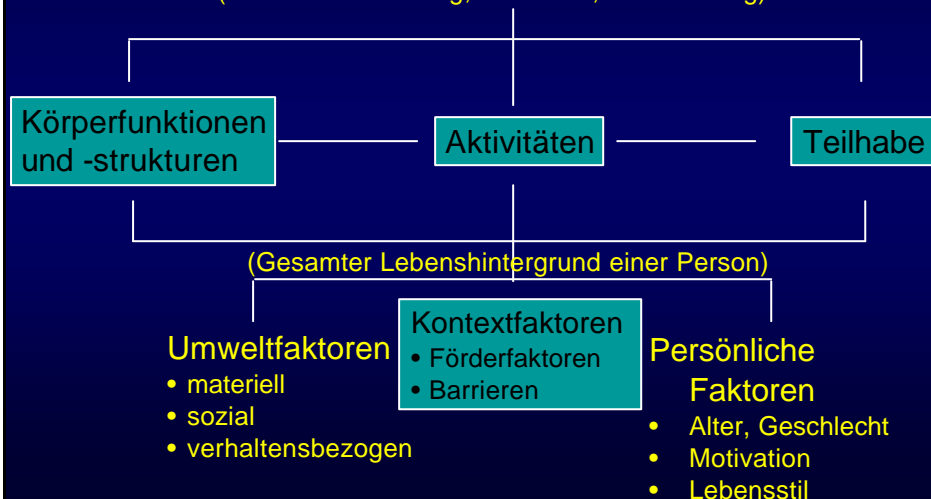 Körperfunktionen
und -strukturen
Aktivitäten
Teilhabe
(Gesamter Lebenshintergrund einer Person)
Umweltfaktoren
• materiell
• sozial
• verhaltensbezogen
Kontextfaktoren
• Förderfaktoren
• Barrieren
Persönliche
Faktoren
• Alter, Geschlecht
• Motivation
• Lebensstil